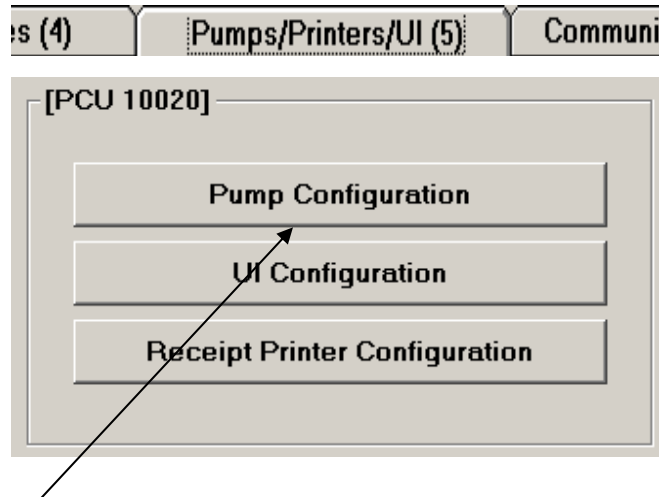 s (4) Pumps/Printers/UI (5) Communi
[PCU 10020]
Pump Configuration
UI Configuration
Receipt Printer Configuration